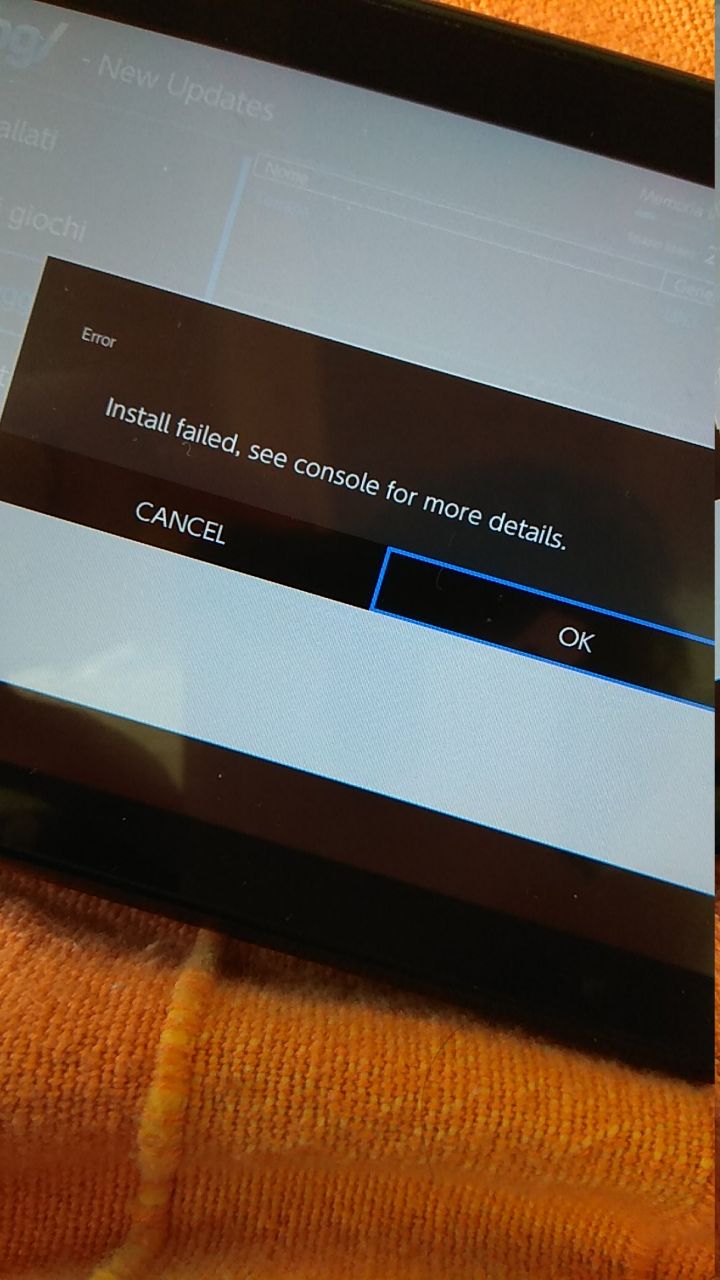 - New Updates
allati
Nome
i giochi
Error
Install failed, see console for more details.
CANCEL
OK